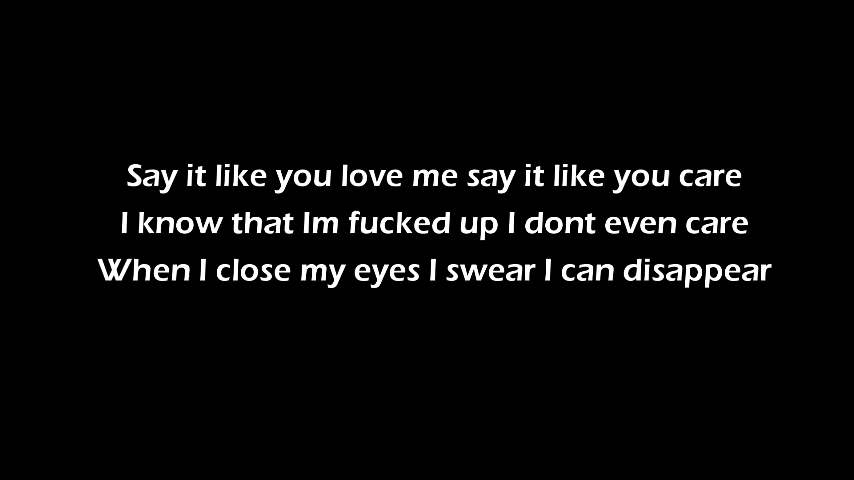 Say it like you love me say it like you care
I know that Im fucked up I dont even care
When I close my eyes I swear I can disappear